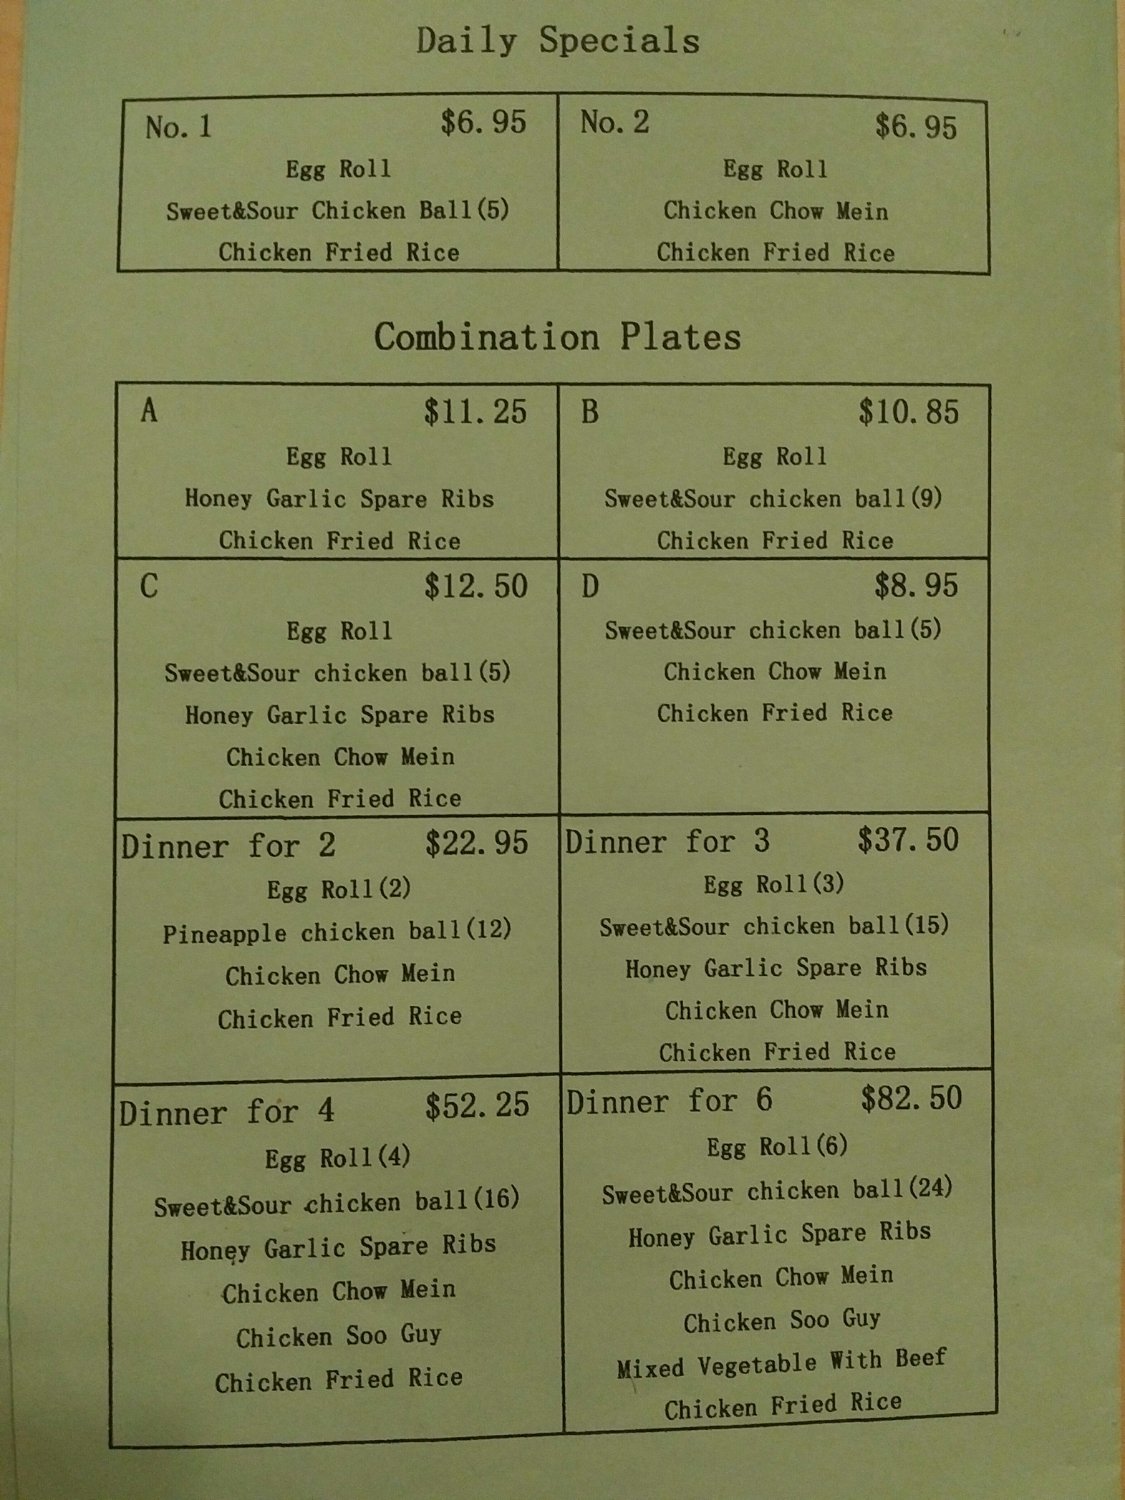 Daily Specials
No. 1 $6.95
Egg Roll
Sweet&Sour Chicken Ball(5)
Chicken Fried Rice
No. 2 $6.95
Egg Roll
Chicken Chow Mein
Chicken Fried Rice
Combination Plates
A $11.25
Egg Roll
Honey Garlic Spare Ribs
Chicken Fried Rice
B $10.85
Egg Roll
Sweet&Sour chicken ball(9)
Chicken Fried Rice
C $12.50
Egg Roll
Sweet&Sour chicken ball(5)
Honey Garlic Spare Ribs
Chicken Chow Mein
Chicken Fried Rice
D $8.95
Sweet&Sour chicken ball(5)
Chicken Chow Mein
Chicken Fried Rice
Dinner for 2 $22.95
Egg Roll(2)
Pineapple chicken ball(12)
Chicken Chow Mein
Chicken Fried Rice
Dinner for 3 $37.50
Egg Roll(3)
Sweet&Sour chicken ball(15)
Honey Garlic Spare Ribs
Chicken Chow Mein
Chicken Fried Rice
Dinner for 4 $52.25
Egg Roll(4)
Sweet&Sour chicken ball(16)
Honey Garlic Spare Ribs
Chicken Chow Mein
Chicken Soo Guy
Chicken Fried Rice
Dinner for 6 $82.50
Egg Roll(6)
Sweet&Sour chicken ball(24)
Honey Garlic Spare Ribs
Chicken Chow Mein
Chicken Soo Guy
Mixed Vegetable With Beef
Chicken Fried Rice